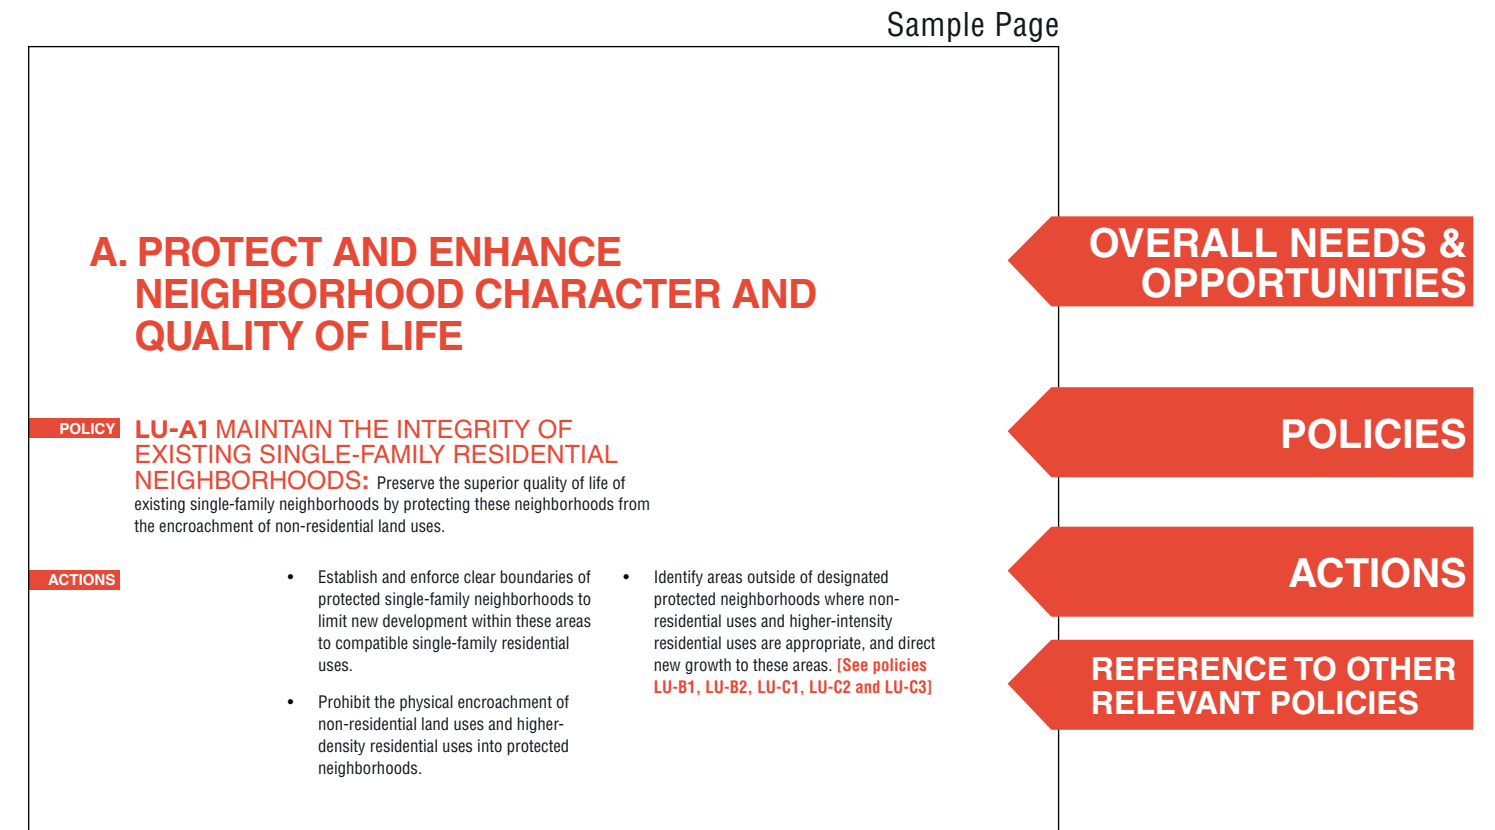 Sample Page
A. PROTECT AND ENHANCE
NEIGHBORHOOD CHARACTER AND
QUALITY OF LIFE
OVERALL NEEDS &
OPPORTUNITIES
POLICY
LU-A1 MAINTAIN THE INTEGRITY OF
EXISTING SINGLE-FAMILY RESIDENTIAL
NEIGHBORHOODS: Preserve the superior quality of life of
existing single-family neighborhoods by protecting these neighborhoods from
the encroachment of non-residential land uses.
POLICIES
ACTIONS
• Establish and enforce clear boundaries of
protected single-family neighborhoods to
limit new development within these areas
to compatible single-family residential
uses.
• Prohibit the physical encroachment of
non-residential land uses and higher-
density residential uses into protected
neighborhoods.
• Identify areas outside of designated
protected neighborhoods where non-
residential uses and higher-intensity
residential uses are appropriate, and direct
new growth to these areas. [See policies
LU-B1, LU-B2, LU-C1, LU-C2 and LU-C3]
ACTIONS
REFERENCE TO OTHER
RELEVANT POLICIES